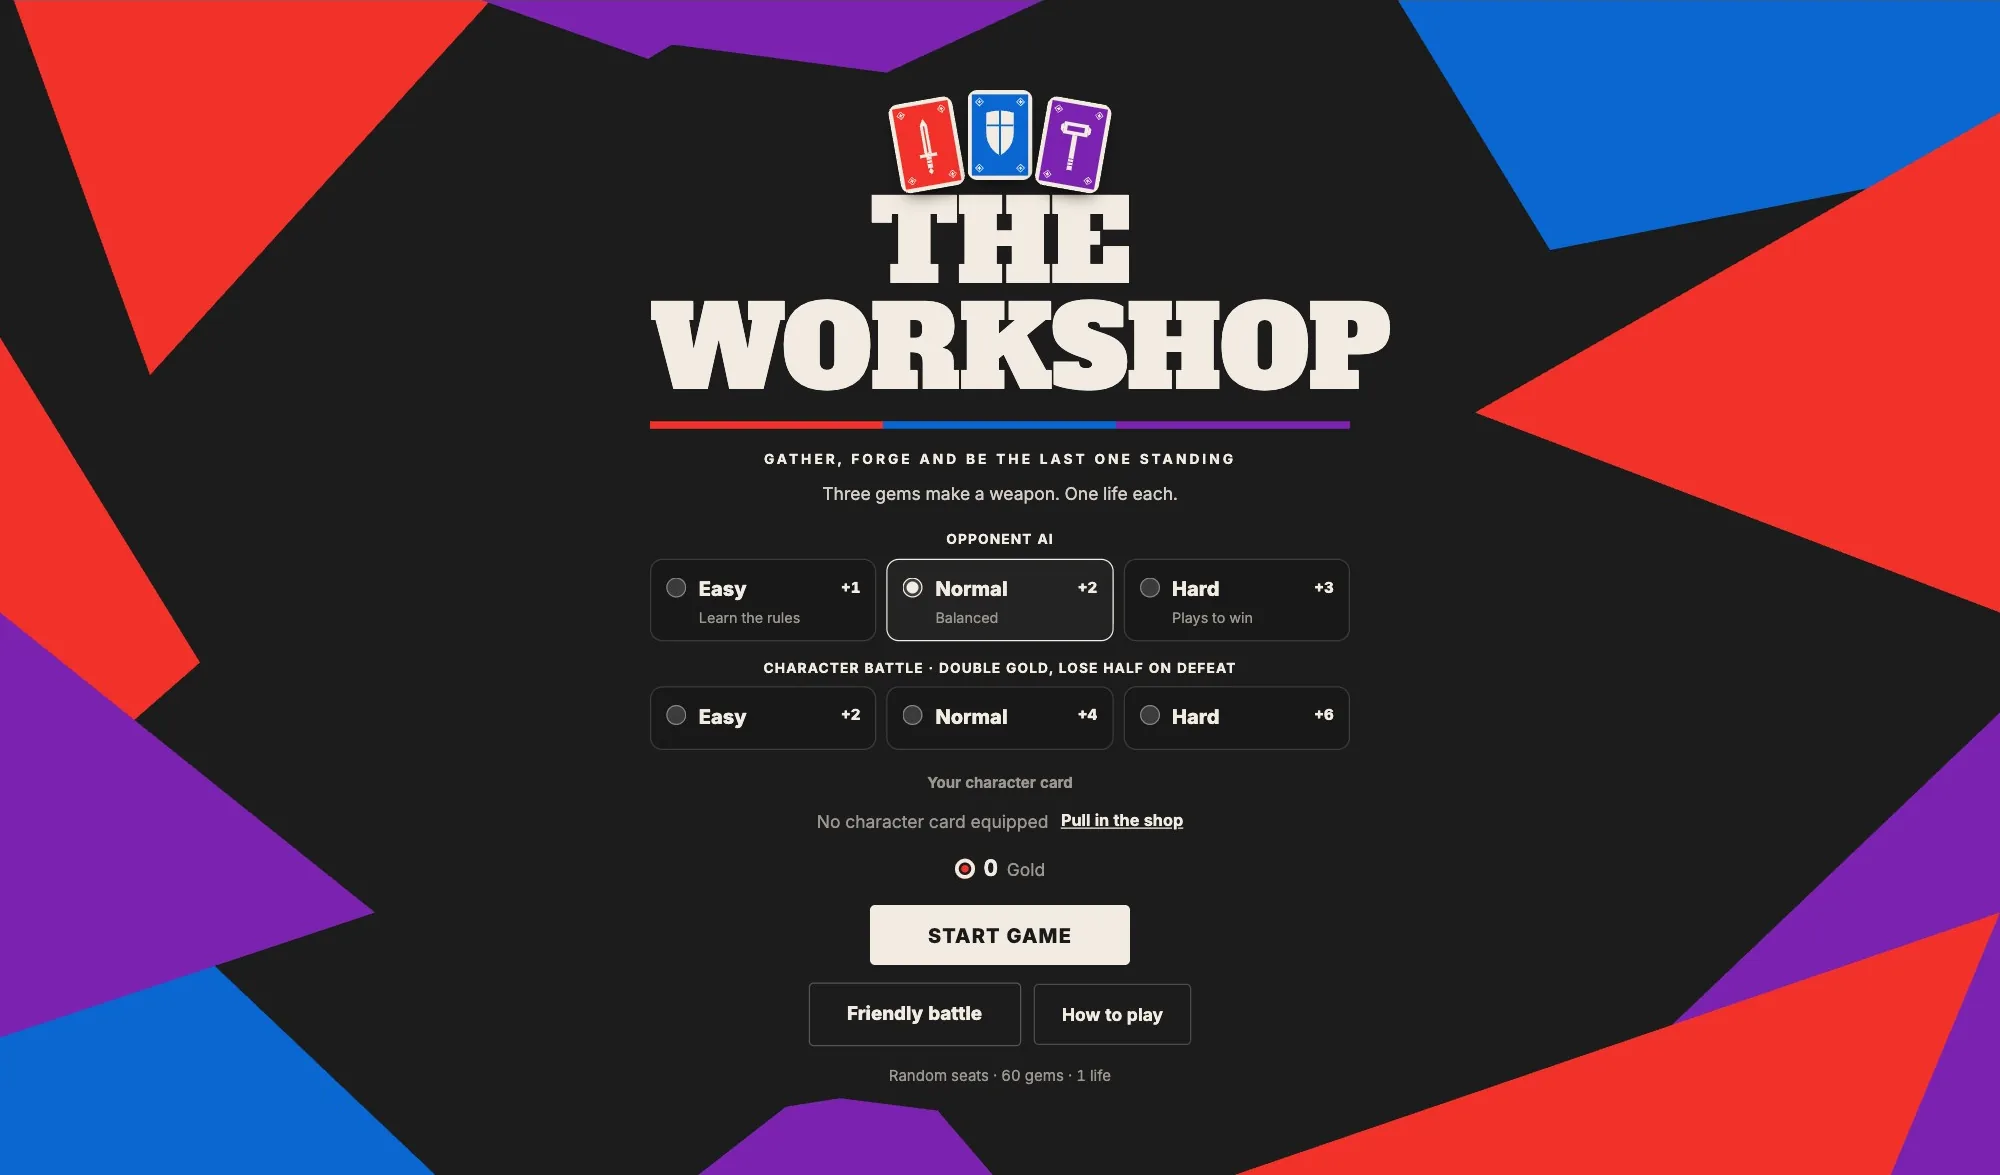 THE
WORKSHOP
GATHER, FORGE AND BE THE LAST ONE STANDING
Three gems make a weapon. One life each.
OPPONENT AI
Easy +1
Learn the rules
Normal +2
Balanced
Hard +3
Plays to win
CHARACTER BATTLE · DOUBLE GOLD, LOSE HALF ON DEFEAT
Easy +2
Normal +4
Hard +6
Your character card
No character card equipped Pull in the shop
0 Gold
START GAME
Friendly battle
How to play
Random seats · 60 gems · 1 life